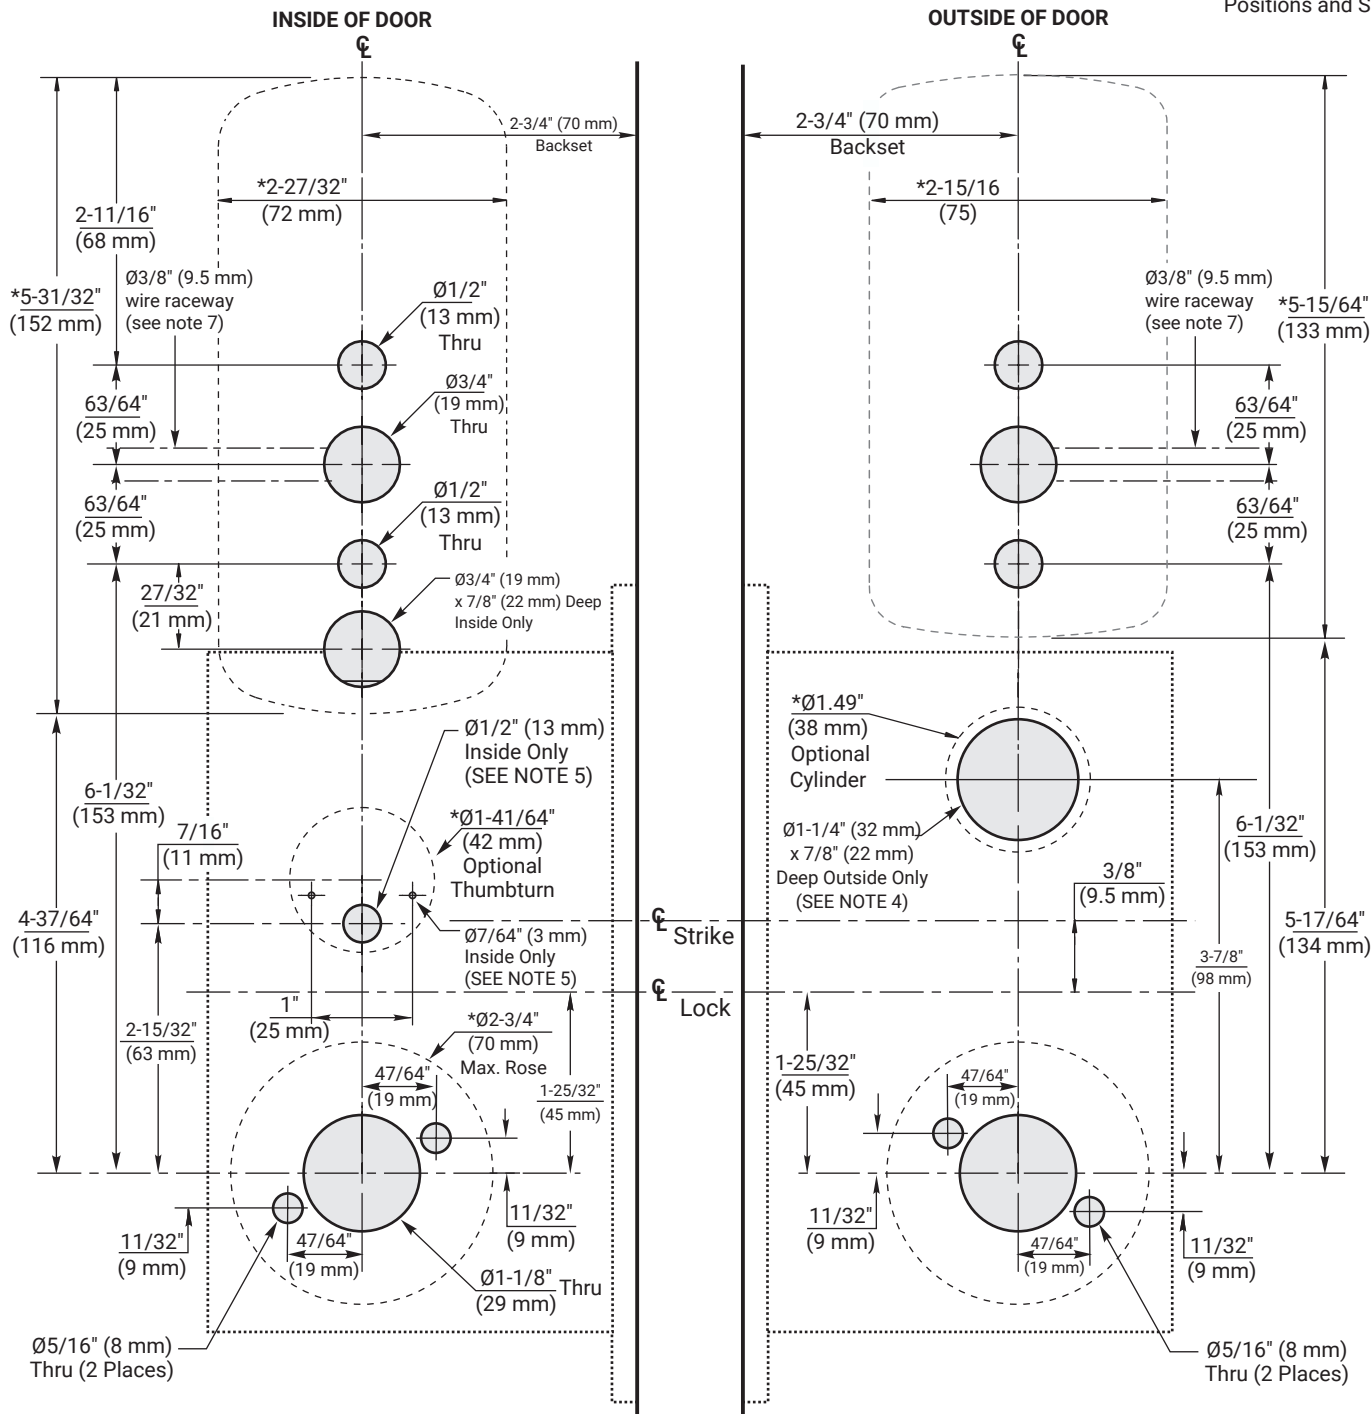 INSIDE OF DOOR
℄
OUTSIDE OF DOOR
℄
Positions and S
2-3/4" (70 mm)
Backset
2-3/4" (70 mm)
Backset
*2-27/32"
(72 mm)
*2-15/16
(75)
2-11/16"
(68 mm)
*5-31/32"
(152 mm)
Ø3/8" (9.5 mm)
wire raceway
(see note 7)
Ø1/2"
(13 mm)
Thru
Ø3/4"
(19 mm)
Thru
63/64"
(25 mm)
63/64"
(25 mm)
Ø1/2"
(13 mm)
Thru
27/32"
(21 mm)
Ø3/4" (19 mm)
x 7/8" (22 mm) Deep
Inside Only
Ø3/8" (9.5 mm)
wire raceway
(see note 7)
*5-15/64"
(133 mm)
63/64"
(25 mm)
63/64"
(25 mm)
Ø1/2" (13 mm)
Inside Only
(SEE NOTE 5)
6-1/32"
(153 mm)
7/16"
(11 mm)
*Ø1-41/64"
(42 mm)
Optional
Thumbturn
4-37/64"
(116 mm)
Ø7/64" (3 mm)
Inside Only
(SEE NOTE 5)
1"
(25 mm)
2-15/32"
(63 mm)
*Ø2-3/4"
(70 mm)
Max. Rose
47/64"
(19 mm)
1-25/32"
(45 mm)
11/32"
(9 mm)
11/32"
(9 mm)
47/64"
(19 mm)
Ø1-1/8"
(29 mm)
Thru
Ø5/16" (8 mm)
Thru (2 Places)
℄
Strike
℄
Lock
*Ø1.49"
(38 mm)
Optional
Cylinder
Ø1-1/4" (32 mm)
x 7/8" (22 mm)
Deep Outside Only
(SEE NOTE 4)
6-1/32"
(153 mm)
3/8"
(9.5 mm)
5-17/64"
(134 mm)
3-7/8"
(98 mm)
1-25/32"
(45 mm)
47/64"
(19 mm)
11/32"
(9 mm)
47/64"
(19 mm)
11/32"
(9 mm)
Ø5/16" (8 mm)
Thru (2 Places)